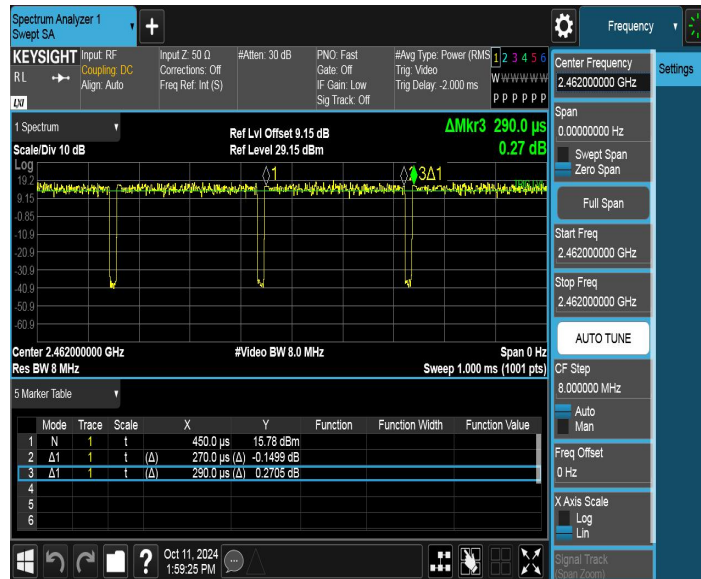 Spectrum Analyzer 1
Swept SA
Frequency
KEYSIGHT
RL
LXI
Input: RF
Coupling: DC
Align: Auto
Input Z: 50 Ω
Corrections: Off
Freq Ref: Int (S)
#Atten: 30 dB
PNO: Fast
Gate: Off
IF Gain: Low
Sig Track: Off
#Avg Type: Power (RMS
Trig: Video
Trig Delay: -2.000 ms
1 2 3 4 5 6
W W W W W W
P P P P P P
Center Frequency
2.462000000 GHz
Settings
Span
0.00000000 Hz
Swept Span
Zero Span
Full Span
Start Freq
2.462000000 GHz
Stop Freq
2.462000000 GHz
AUTO TUNE
CF Step
8.000000 MHz
Auto
Man
Freq Offset
0 Hz
X Axis Scale
Log
Lin
Signal Track
(Span Zoom)
1 Spectrum
Scale/Div 10 dB
Ref Lvl Offset 9.15 dB
Ref Level 29.15 dBm
ΔMkr3 290.0 µs
0.27 dB
Log
19.2
9.15
-0.85
-10.9
-20.9
-30.9
-40.9
-50.9
-60.9
1
3Δ1
Center 2.462000000 GHz
#Video BW 8.0 MHz
Span 0 Hz
Res BW 8 MHz
Sweep 1.000 ms (1001 pts)
5 Marker Table
Mode Trace Scale X Y Function Function Width Function Value
1 N 1 t 450.0 µs 15.78 dBm
2 Δ1 1 t (Δ) 270.0 µs (Δ) -0.1499 dB
3 Δ1 1 t (Δ) 290.0 µs (Δ) 0.2705 dB
4
5
6
?
Oct 11, 2024
1:59:25 PM